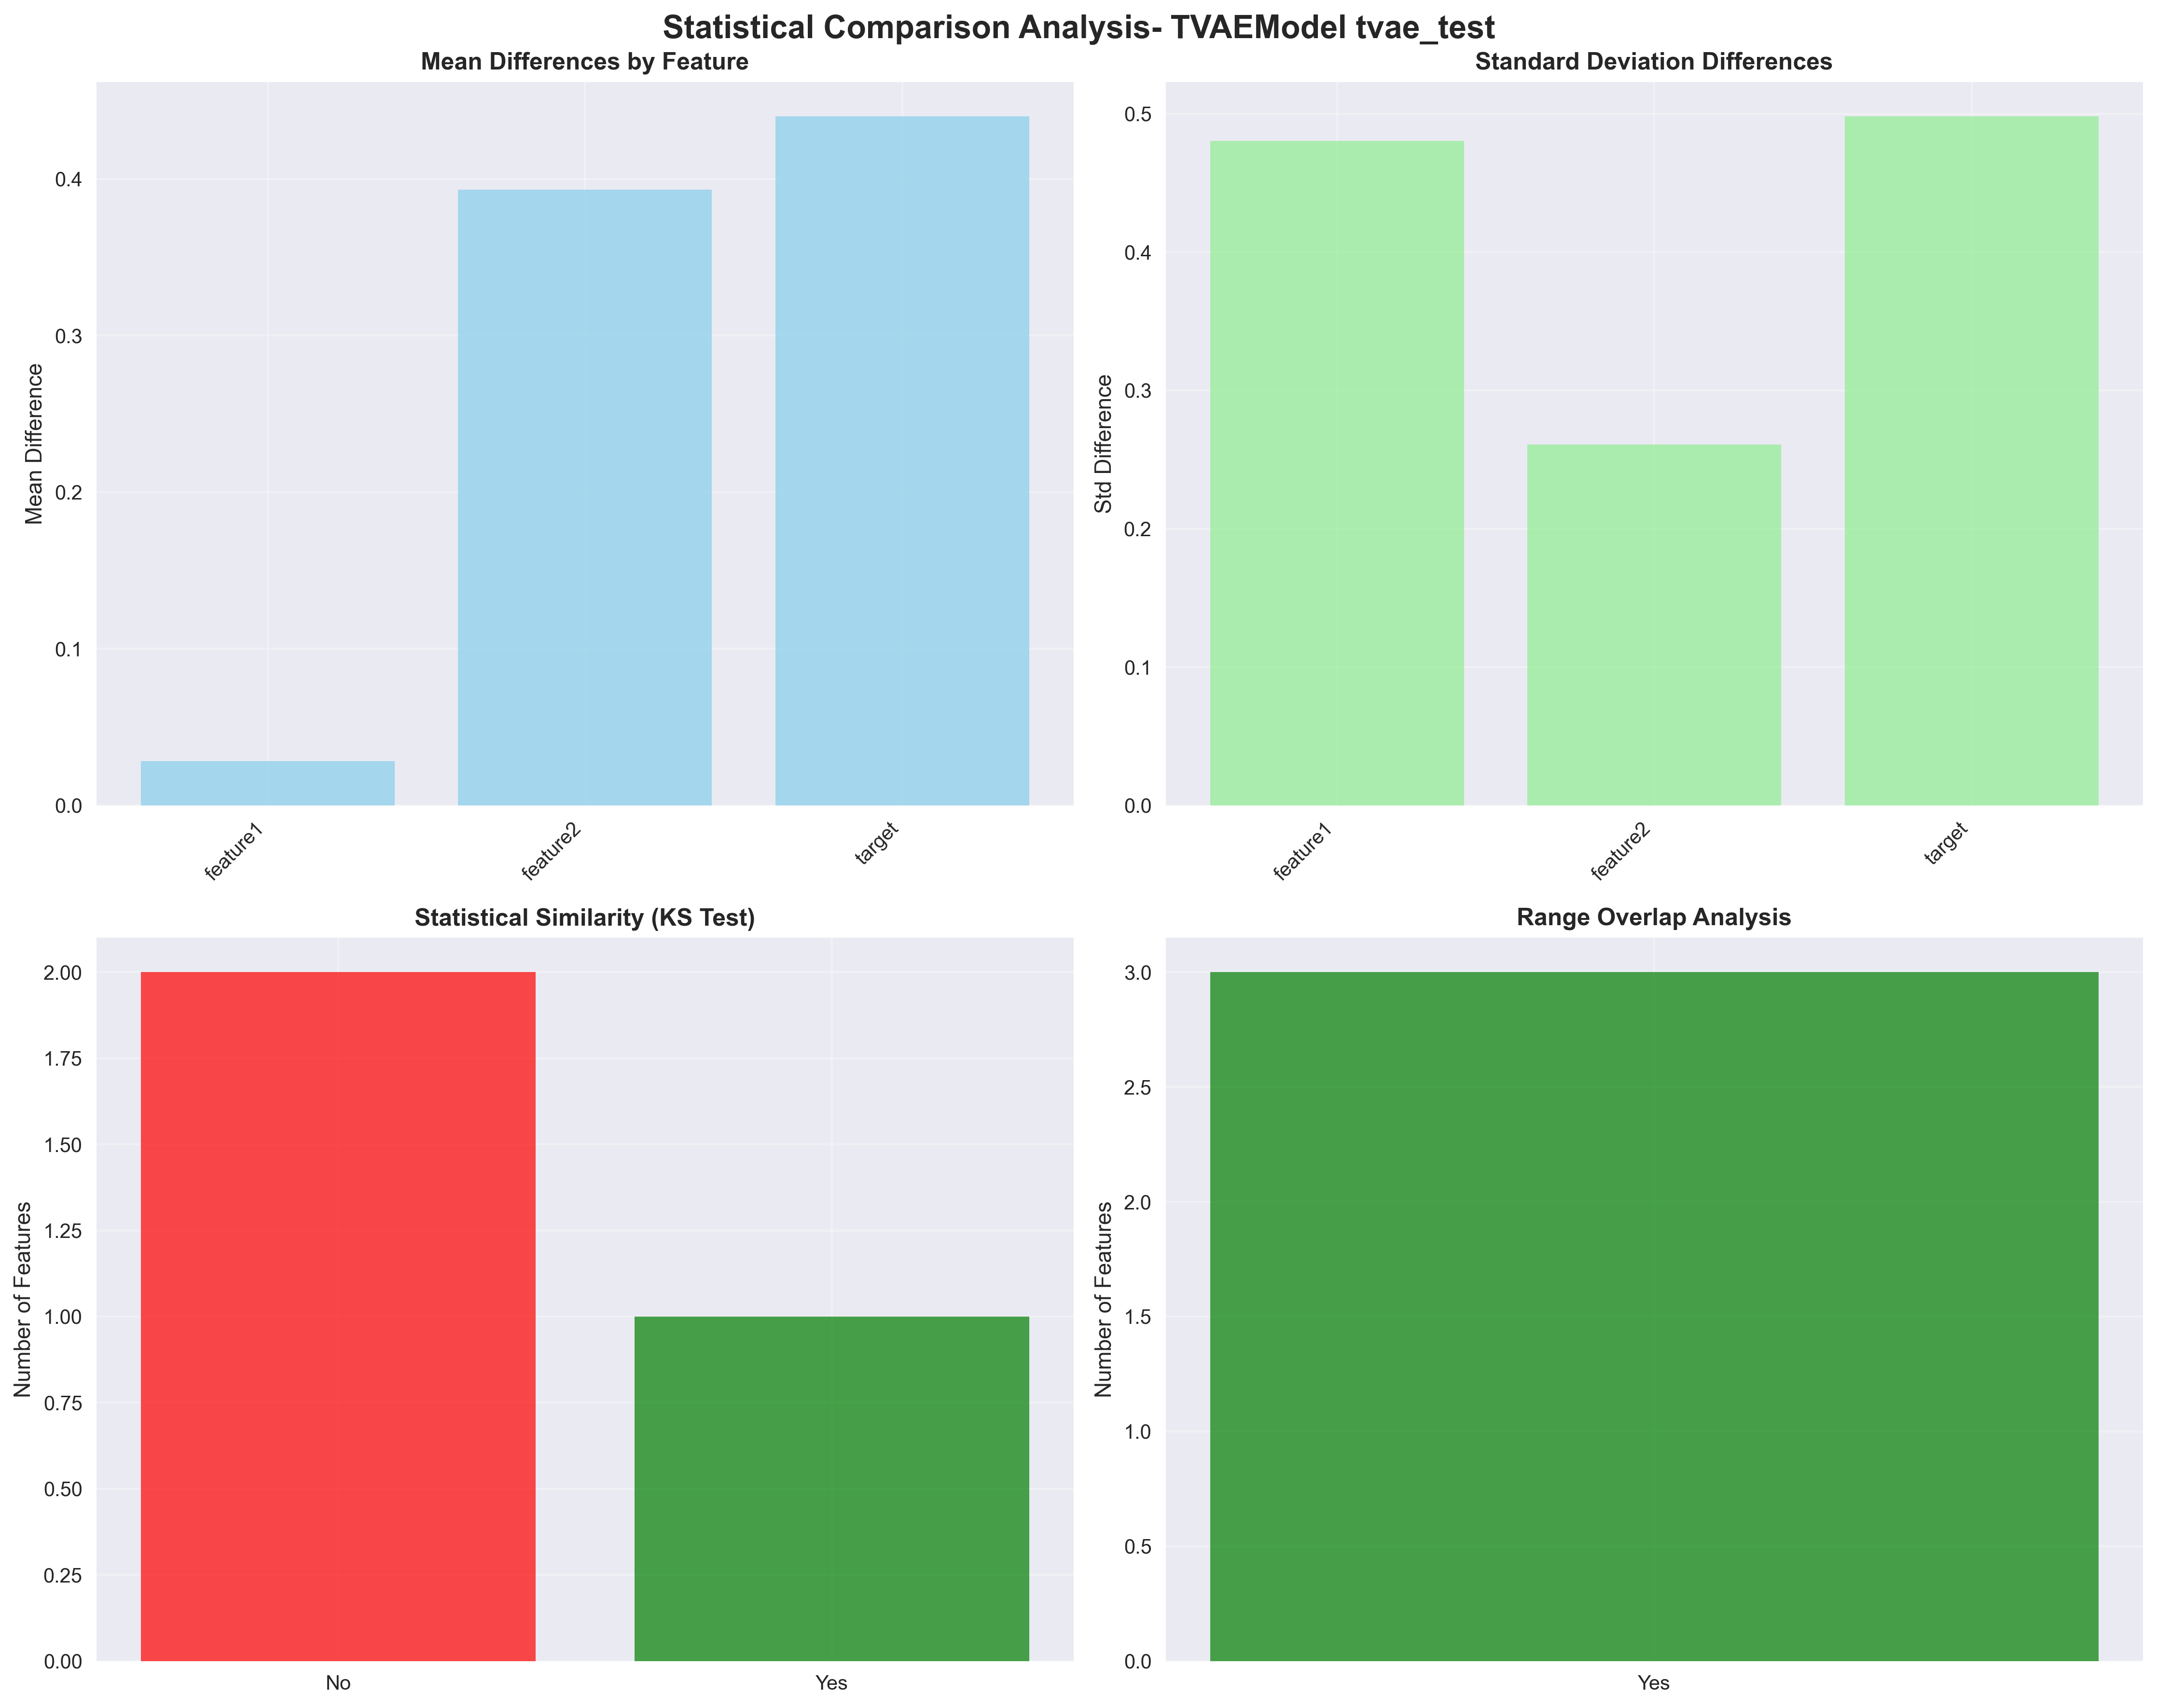 Statistical Comparison Analysis- TVAEModel tvae_test
Mean Differences by Feature
Mean Difference
0.4
0.3
0.2
0.1
0.0
feature1
feature2
target
Standard Deviation Differences
Std Difference
0.5
0.4
0.3
0.2
0.1
0.0
feature1
feature2
target
Statistical Similarity (KS Test)
Number of Features
2.00
1.75
1.50
1.25
1.00
0.75
0.50
0.25
0.00
No
Yes
Range Overlap Analysis
Number of Features
3.0
2.5
2.0
1.5
1.0
0.5
0.0
Yes